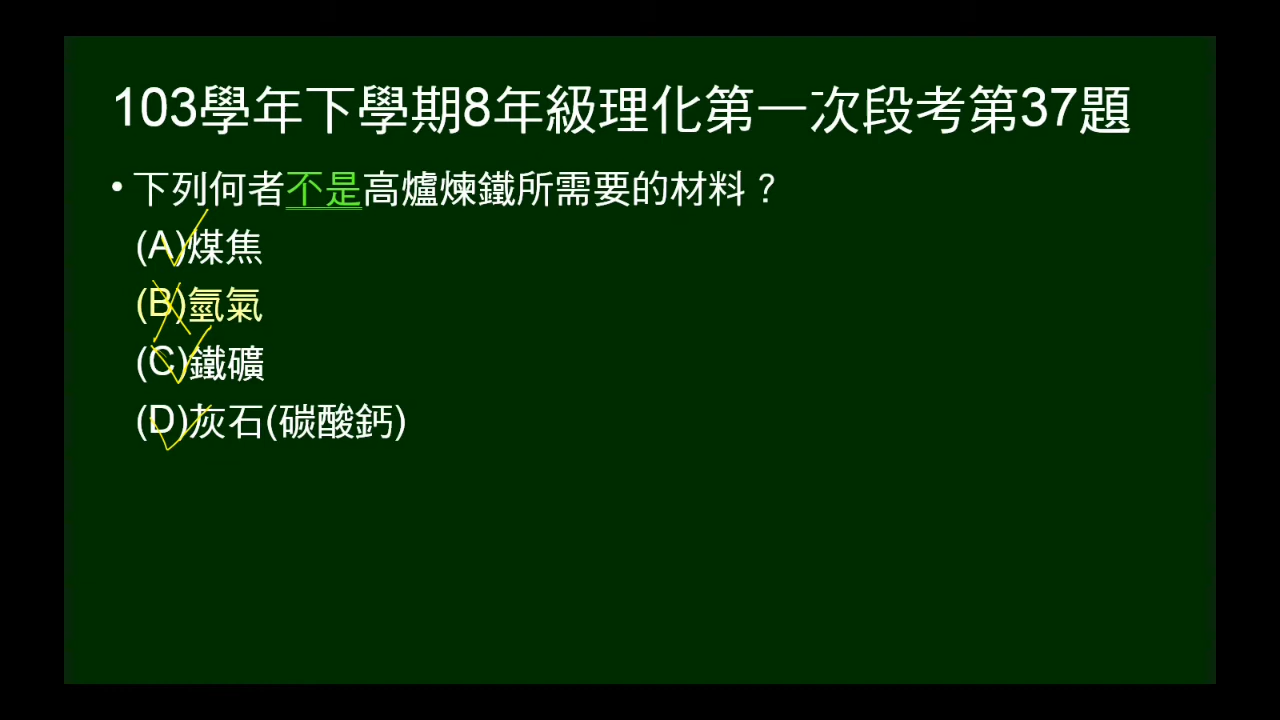 103學年下學期8年級理化第一次段考第37題
•下列何者不是高爐煉鐵所需要的材料？
(A)煤焦
(B)氫氣
(C)鐵礦
(D)灰石(碳酸鈣)